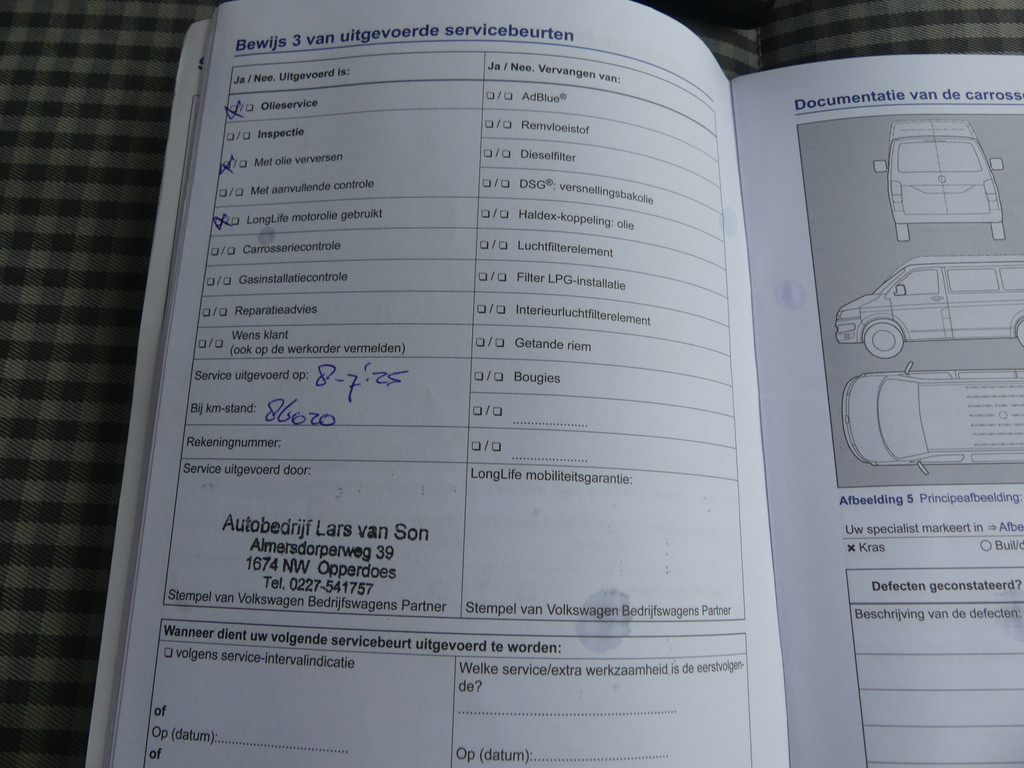 Bewijs 3 van uitgevoerde servicebeurten
Ja / Nee. Uitgevoerd is:
❑ / ❑ Olieservice
❑ / ❑ Inspectie
❑ / ❑ Met olie verversen
❑ / ❑ Met aanvullende controle
❑ / ❑ LongLife motorolie gebruikt
❑ / ❑ Carrosseriecontrole
❑ / ❑ Gasinstallatiecontrole
❑ / ❑ Reparatieadvies
❑ / ❑ Wens klant
(ook op de werkorder vermelden)
Service uitgevoerd op: 8-7-'25
Bij km-stand: 86020
Rekeningnummer:
Service uitgevoerd door:
Autobedrijf Lars van Son
Almersdorperweg 39
1674 NW Opperdoes
Tel. 0227-541757
Stempel van Volkswagen Bedrijfswagens Partner
Ja / Nee. Vervangen van:
❑ / ❑ AdBlue®
❑ / ❑ Remvloeistof
❑ / ❑ Dieselfilter
❑ / ❑ DSG®: versnellingsbakolie
❑ / ❑ Haldex-koppeling: olie
❑ / ❑ Luchtfilterelement
❑ / ❑ Filter LPG-installatie
❑ / ❑ Interieurluchtfilterelement
❑ / ❑ Getande riem
❑ / ❑ Bougies
❑ / ❑ .....................
❑ / ❑ .....................
LongLife mobiliteitsgarantie:
Stempel van Volkswagen Bedrijfswagens Partner
Wanneer dient uw volgende servicebeurt uitgevoerd te worden:
❑ volgens service-intervalindicatie
of
Op (datum):..........................
of
Welke service/extra werkzaamheid is de eerstvolgen-
de?
............................................
Op (datum):...........................
Documentatie van de carross
Afbeelding 5 Principeafbeelding:
Uw specialist markeert in ⇒ Afbe
× Kras
○ Buil/d
Defecten geconstateerd?
Beschrijving van de defecten: